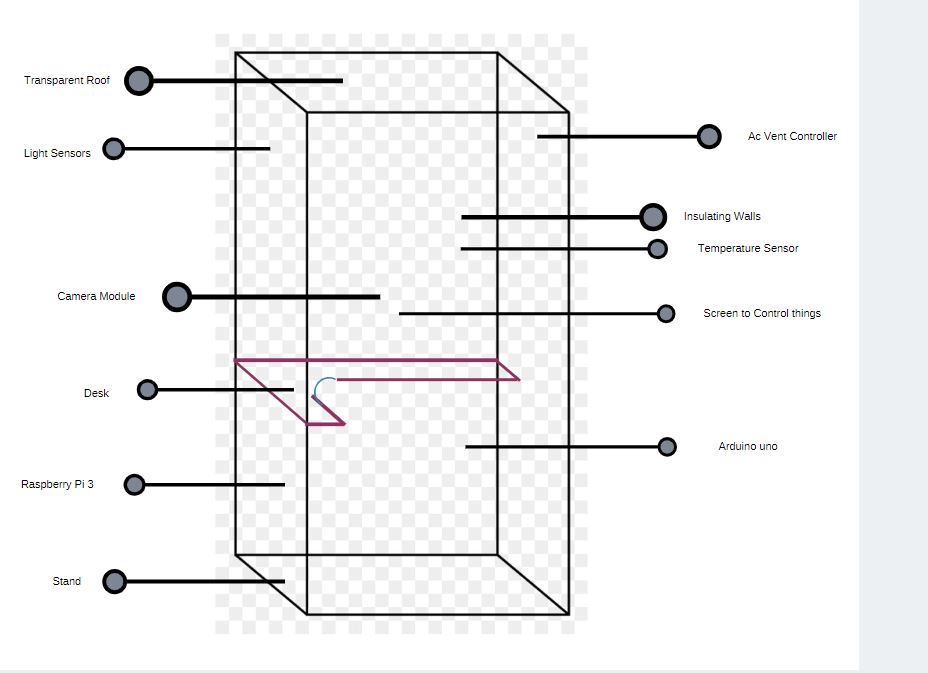 Transparent Roof
Ac Vent Controller
Light Sensors
Insulating Walls
Temperature Sensor
Camera Module
Screen to Control things
Desk
Arduino uno
Raspberry Pi 3
Stand